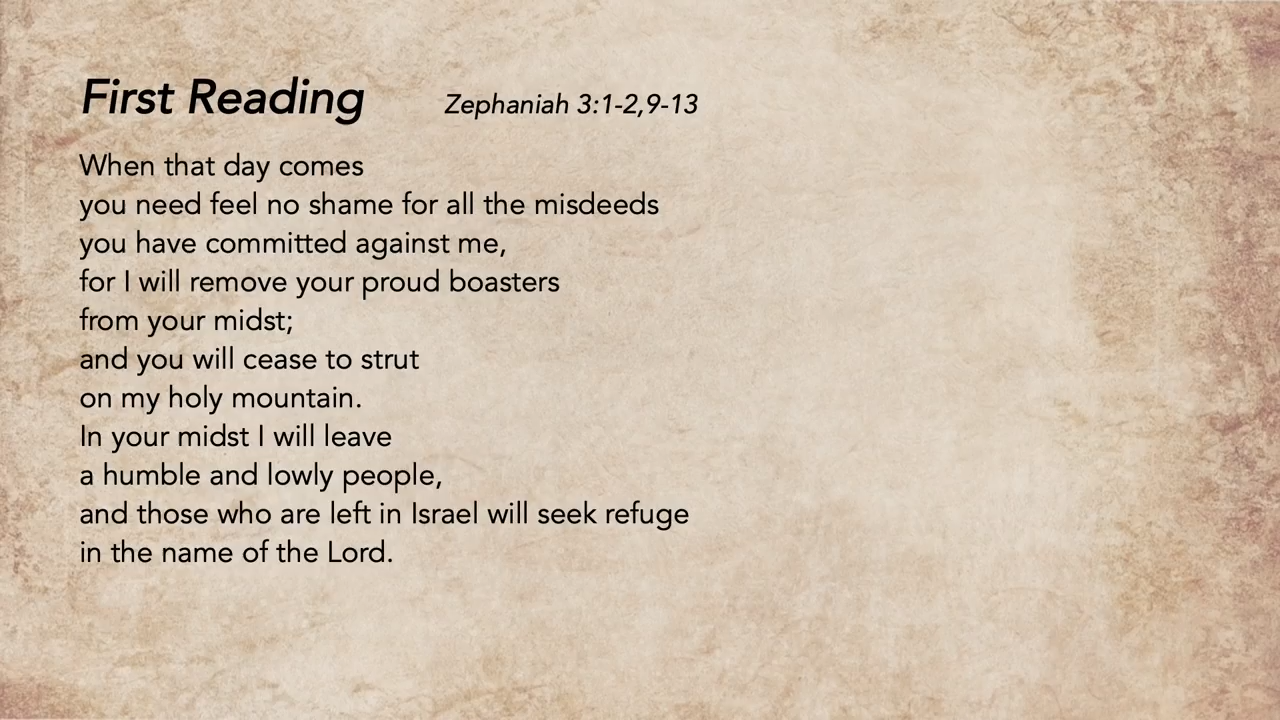 First Reading Zephaniah 3:1-2,9-13
When that day comes
you need feel no shame for all the misdeeds
you have committed against me,
for I will remove your proud boasters
from your midst;
and you will cease to strut
on my holy mountain.
In your midst I will leave
a humble and lowly people,
and those who are left in Israel will seek refuge
in the name of the Lord.